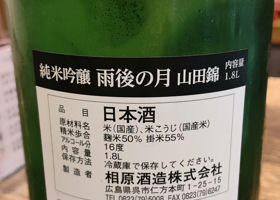 純米吟醸 雨後の月 山田錦 内容量 1.8L
品目 日本酒
原材料名 米(国産)、米こうじ(国産米)
精米歩合 麹米50% 掛米55%
アルコール分 16度
内容量 1.8L
保存方法 冷蔵庫で保存してください。
製造者 相原酒造株式会社
広島県呉市仁方本町1-25-15